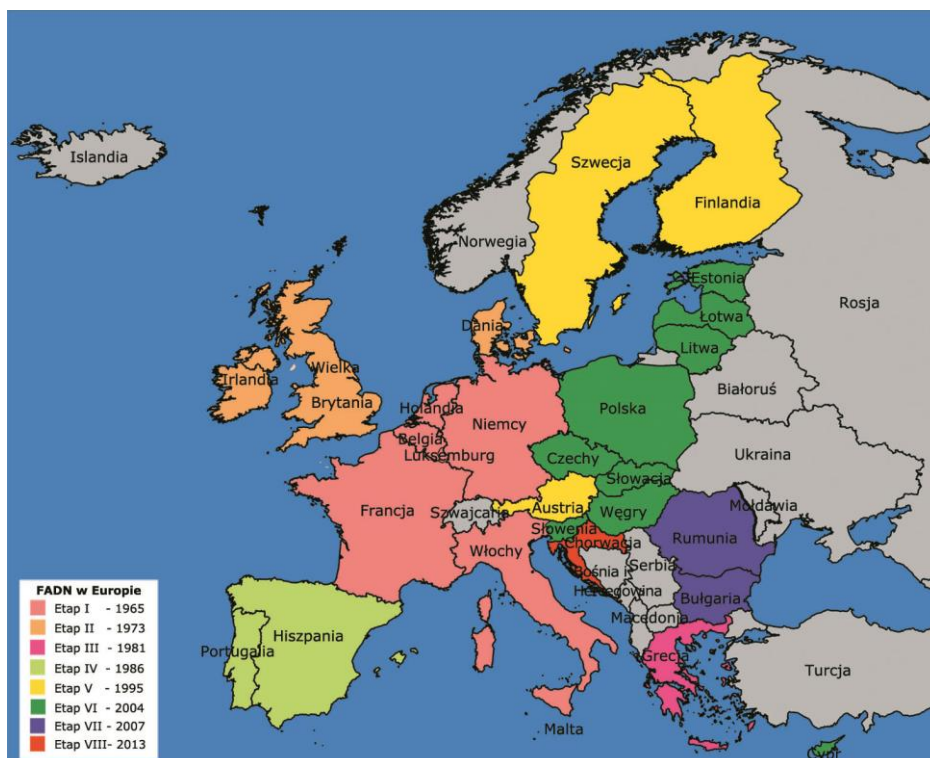 Islandia
Szwecja
Finlandia
Norwegia
Rosja
Estonia
Łotwa
Litwa
Dania
Wielka
Brytania
Irlandia
Białoruś
Holandia
Niemcy
Polska
Belgia
Luksemburg
Ukraina
Czechy
Słowacja
Mołdawia
Francja
Szwajcaria
Austria
Węgry
Słowenia
Chorwacja
Rumunia
Włochy
Bośnia i
Hercegowina
Serbia
Bułgaria
Macedonia
Portugalia
Hiszpania
Grecja
Turcja
Malta
Cypr
FADN w Europie
Etap I - 1965
Etap II - 1973
Etap III - 1981
Etap IV - 1986
Etap V - 1995
Etap VI - 2004
Etap VII - 2007
Etap VIII- 2013